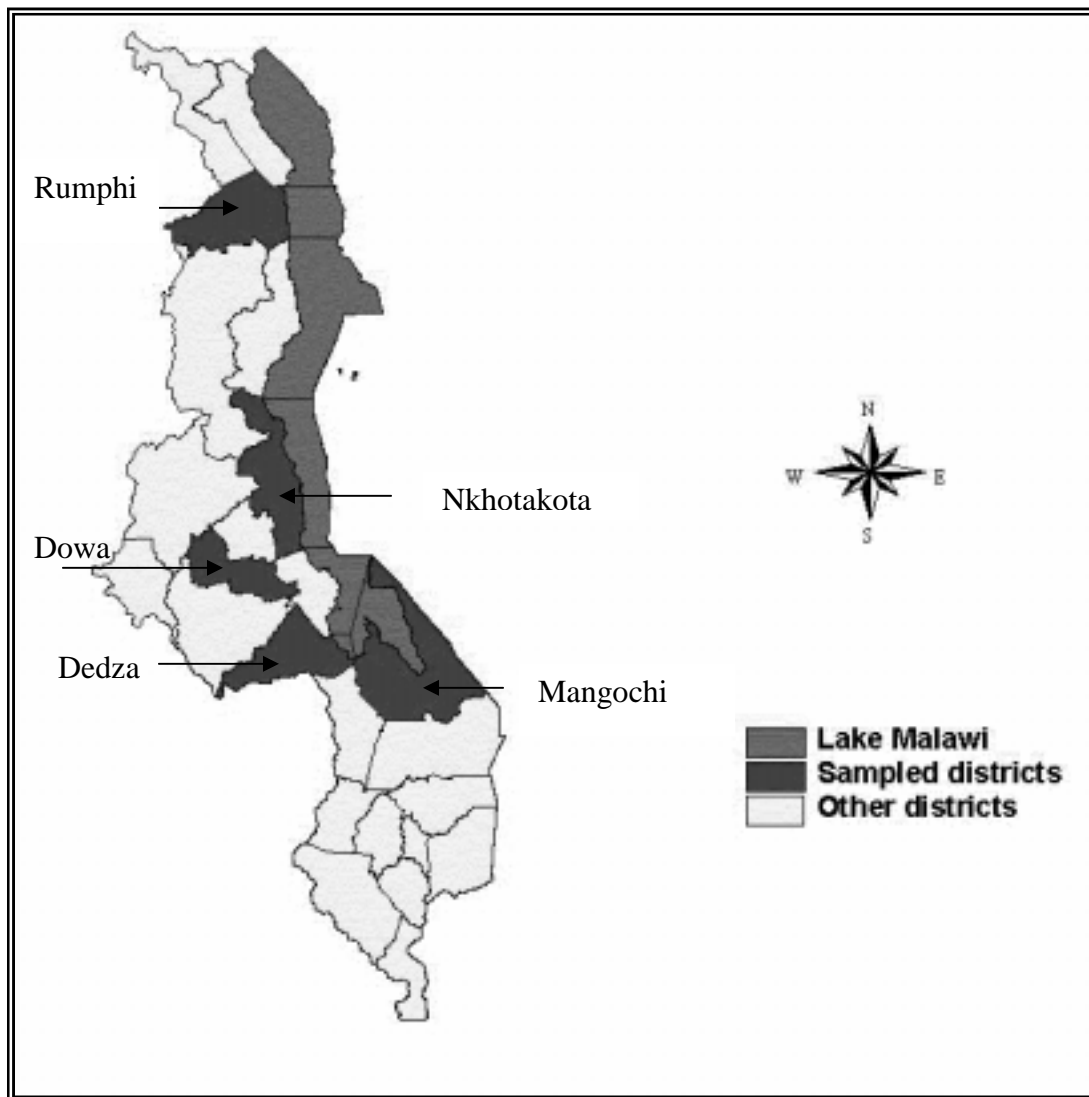 Rumphi
N
W
E
S
Nkhotakota
Dowa
Dedza
Mangochi
Lake Malawi
Sampled districts
Other districts